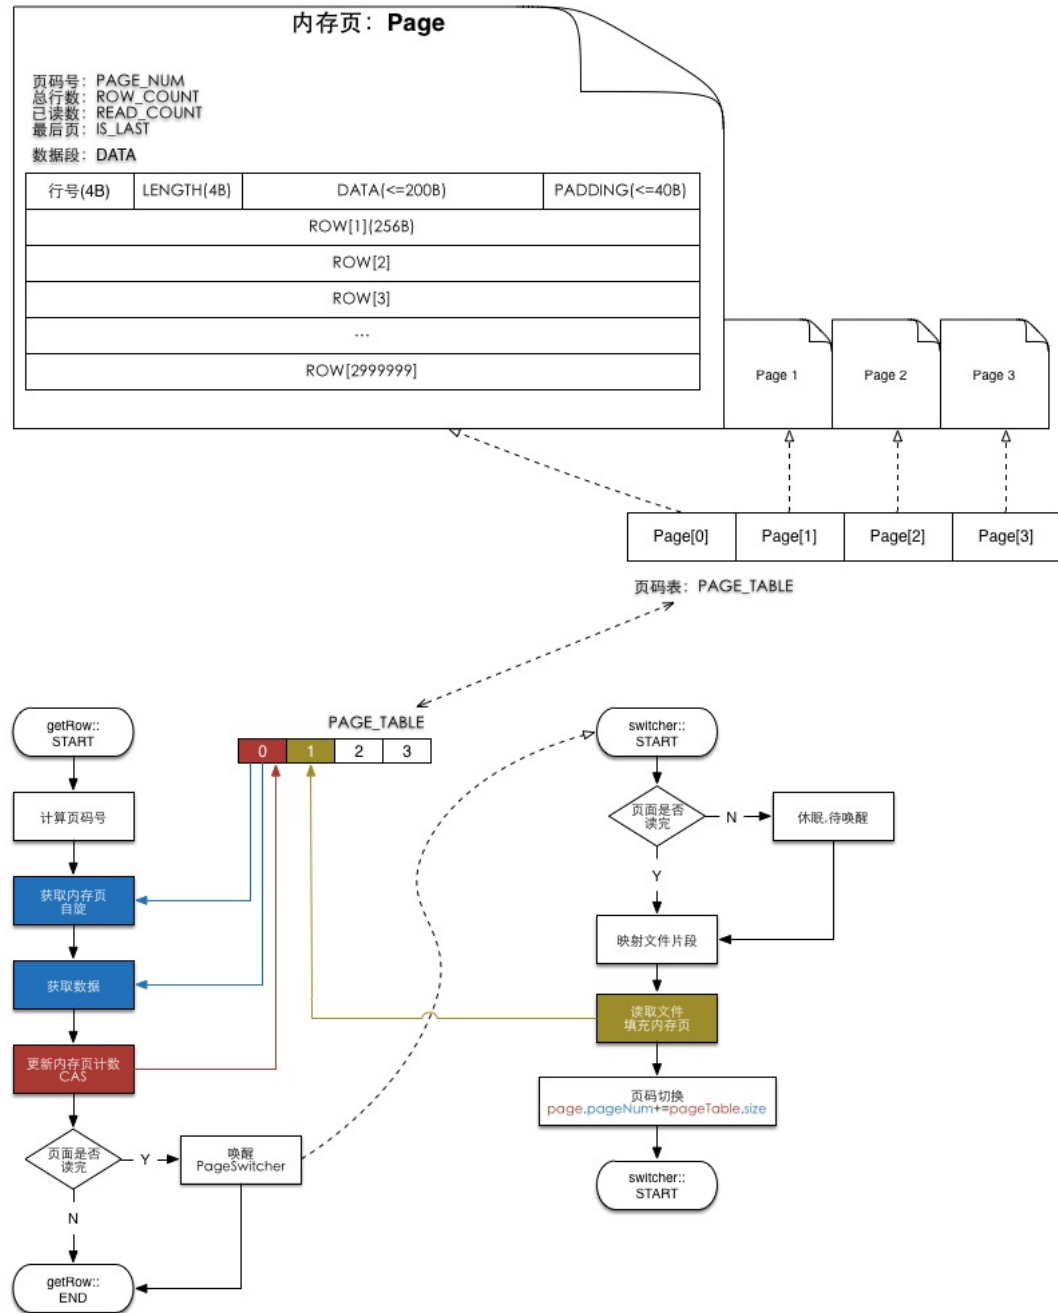 内存页：Page
页码号：PAGE_NUM
总行数：ROW_COUNT
已读数：READ_COUNT
最后页：IS_LAST
数据段：DATA
行号(4B) LENGTH(4B) DATA(<=200B) PADDING(<=40B)
ROW[1](256B)
ROW[2]
ROW[3]
...
ROW[2999999]
Page 1 Page 2 Page 3
Page[0] Page[1] Page[2] Page[3]
页码表：PAGE_TABLE
getRow::
START
PAGE_TABLE
0 1 2 3
计算页码号
获取内存页
自旋
获取数据
更新内存页计数
CAS
页面是否
读完
Y
唤醒
PageSwitcher
N
getRow::
END
switcher::
START
页面是否
读完
N
休眠,待唤醒
Y
映射文件片段
读取文件
填充内存页
页码切换
page.pageNum+=pageTable.size
switcher::
START